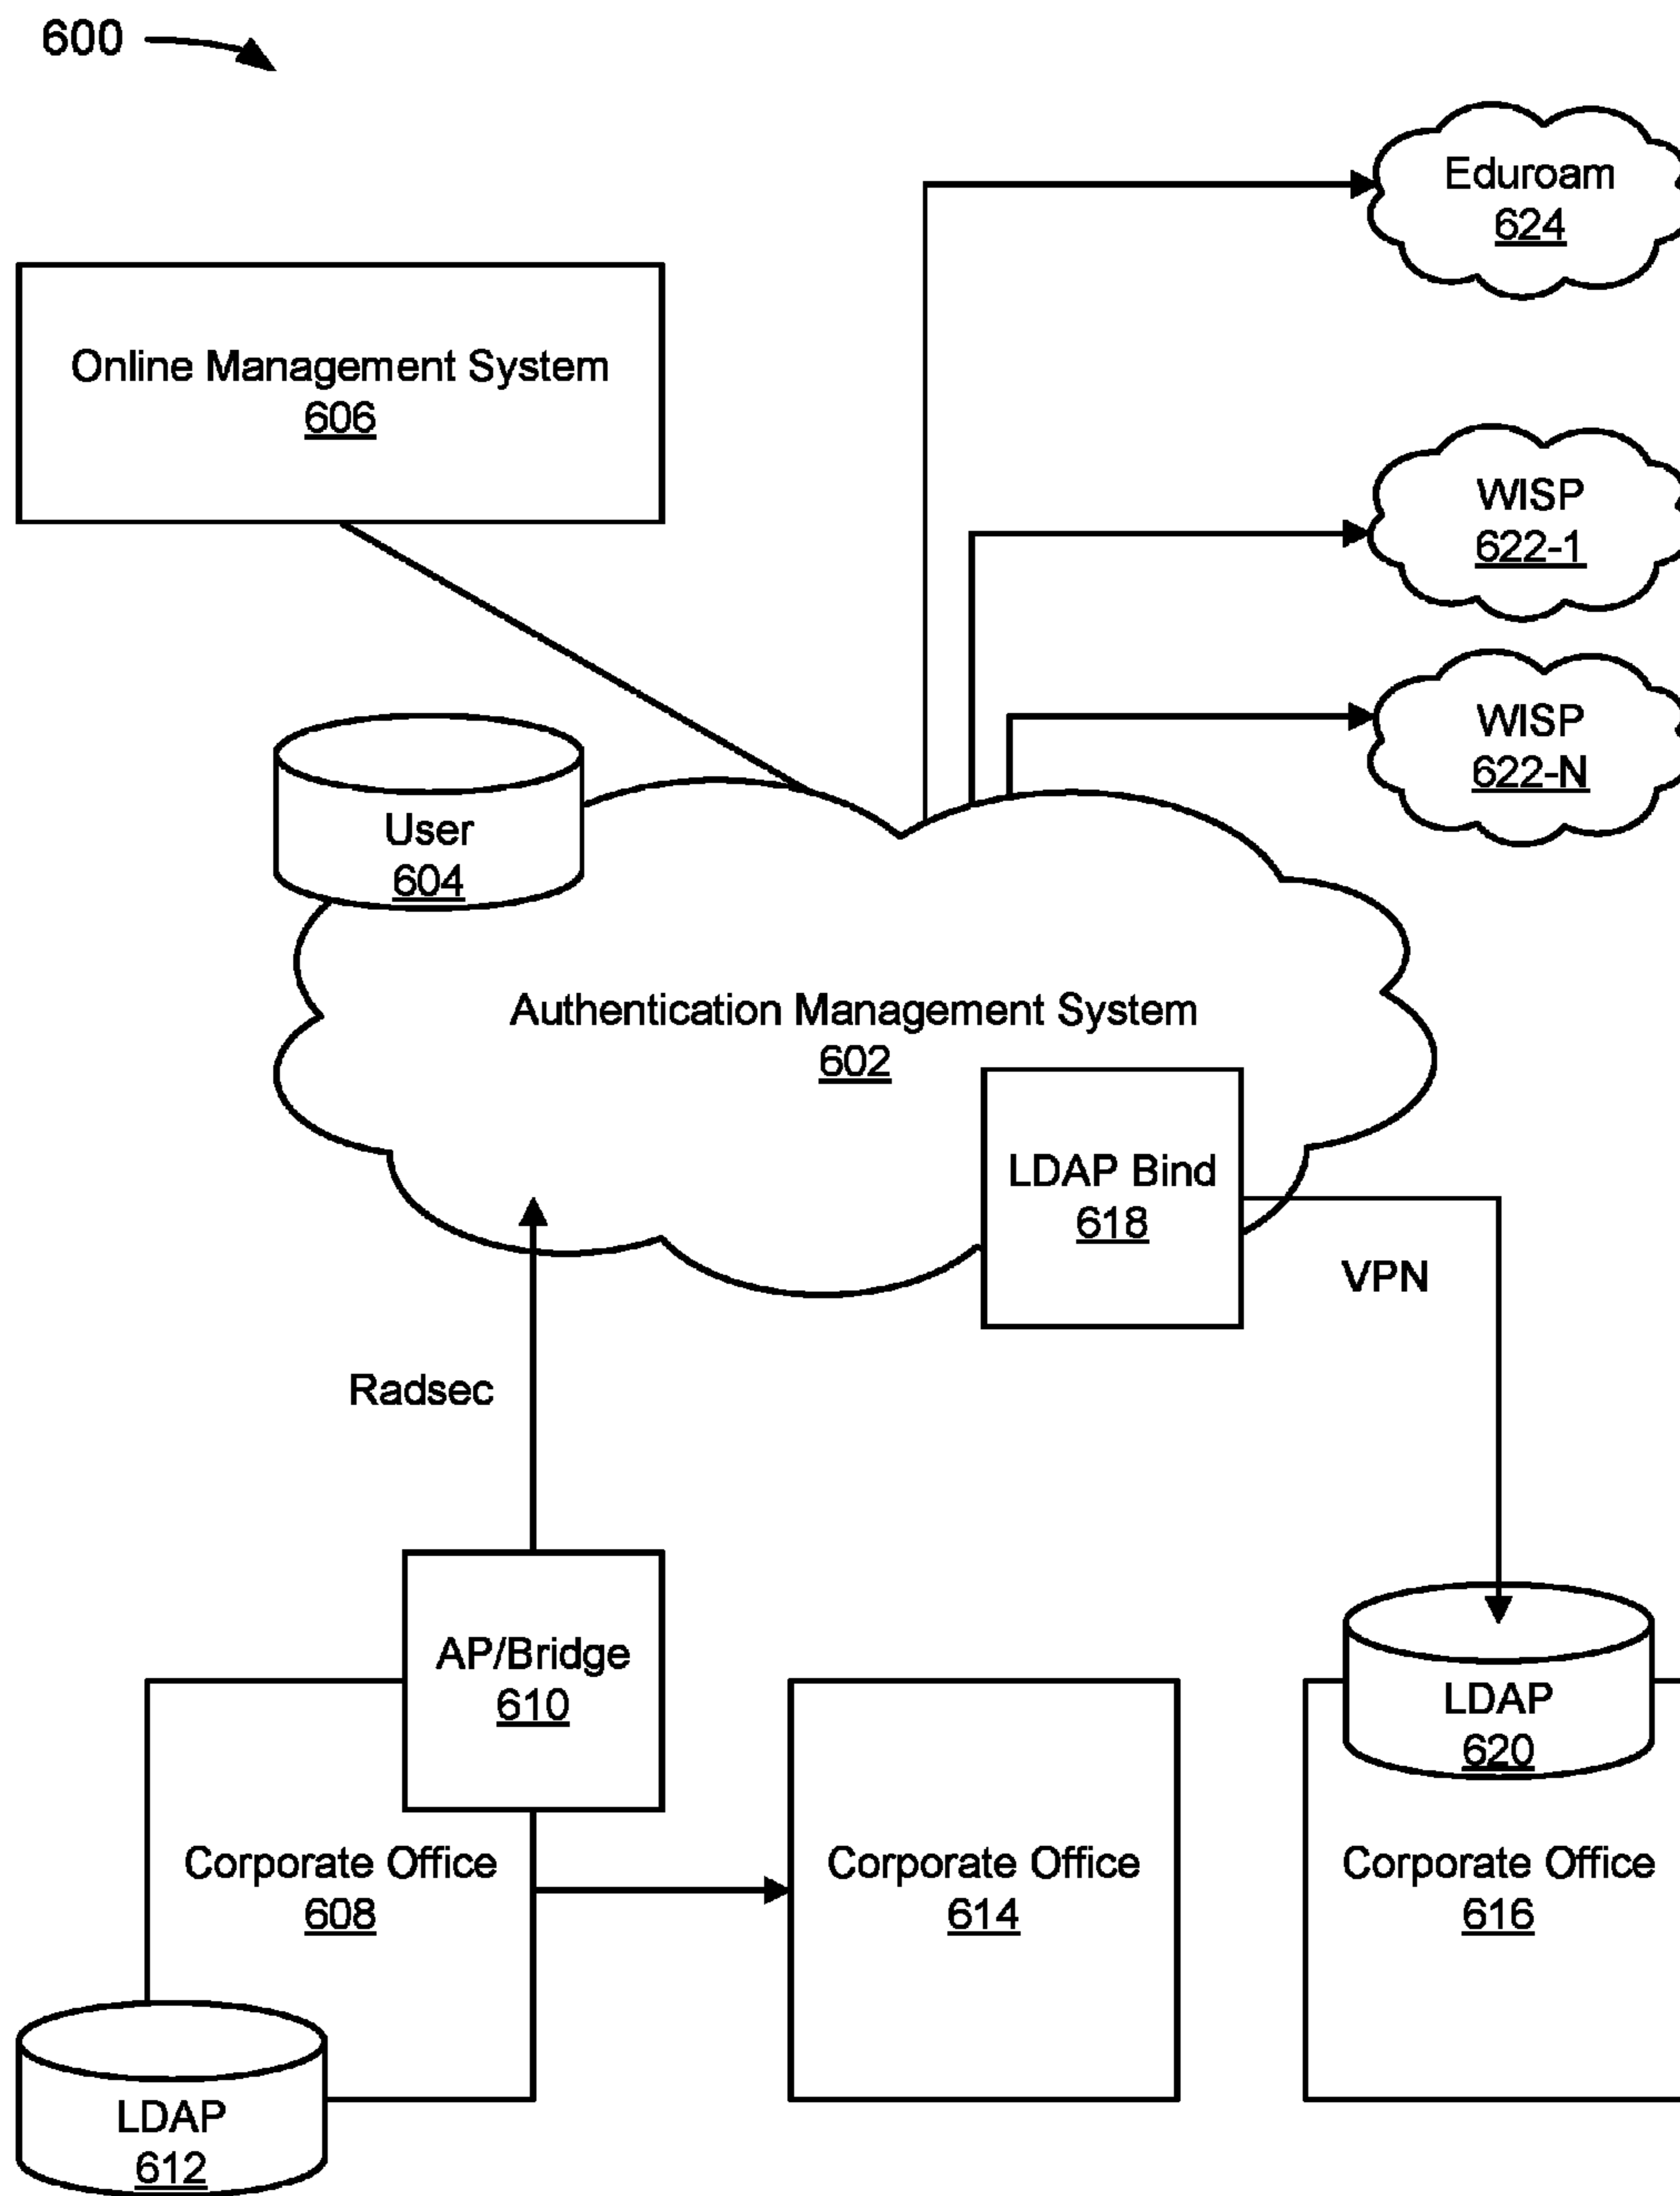 600
Eduroam
624
Online Management System
606
WISP
622-1
WISP
622-N
User
604
Authentication Management System
602
LDAP Bind
618
VPN
Radsec
AP/Bridge
610
LDAP
620
Corporate Office
608
Corporate Office
614
Corporate Office
616
LDAP
612